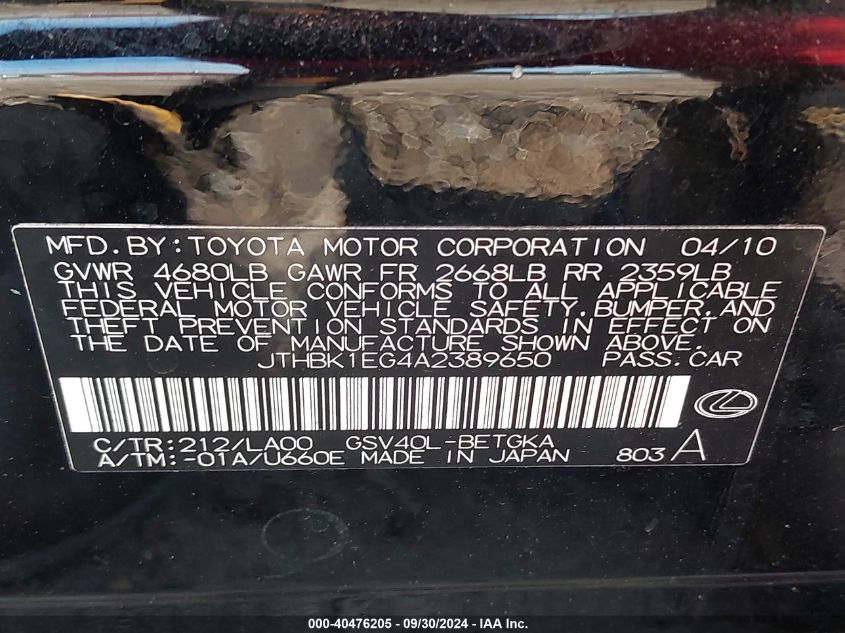 MFD.BY:TOYOTA MOTOR CORPORATION 04/10
GVWR 4680LB GAWR FR 2668LB RR 2359LB
THIS VEHICLE CONFORMS TO ALL APPLICABLE
FEDERAL MOTOR VEHICLE SAFETY,BUMPER,AND
THEFT PREVENTION STANDARDS IN EFFECT ON
THE DATE OF MANUFACTURE SHOWN ABOVE.
JTHBK1EG4A2389650 PASS.CAR
C/TR:212/LA00 GSV40L-BETGKA
A/TM:-01A/U660E MADE IN JAPAN 803 A
000-40476205 - 09/30/2024 - IAA Inc.